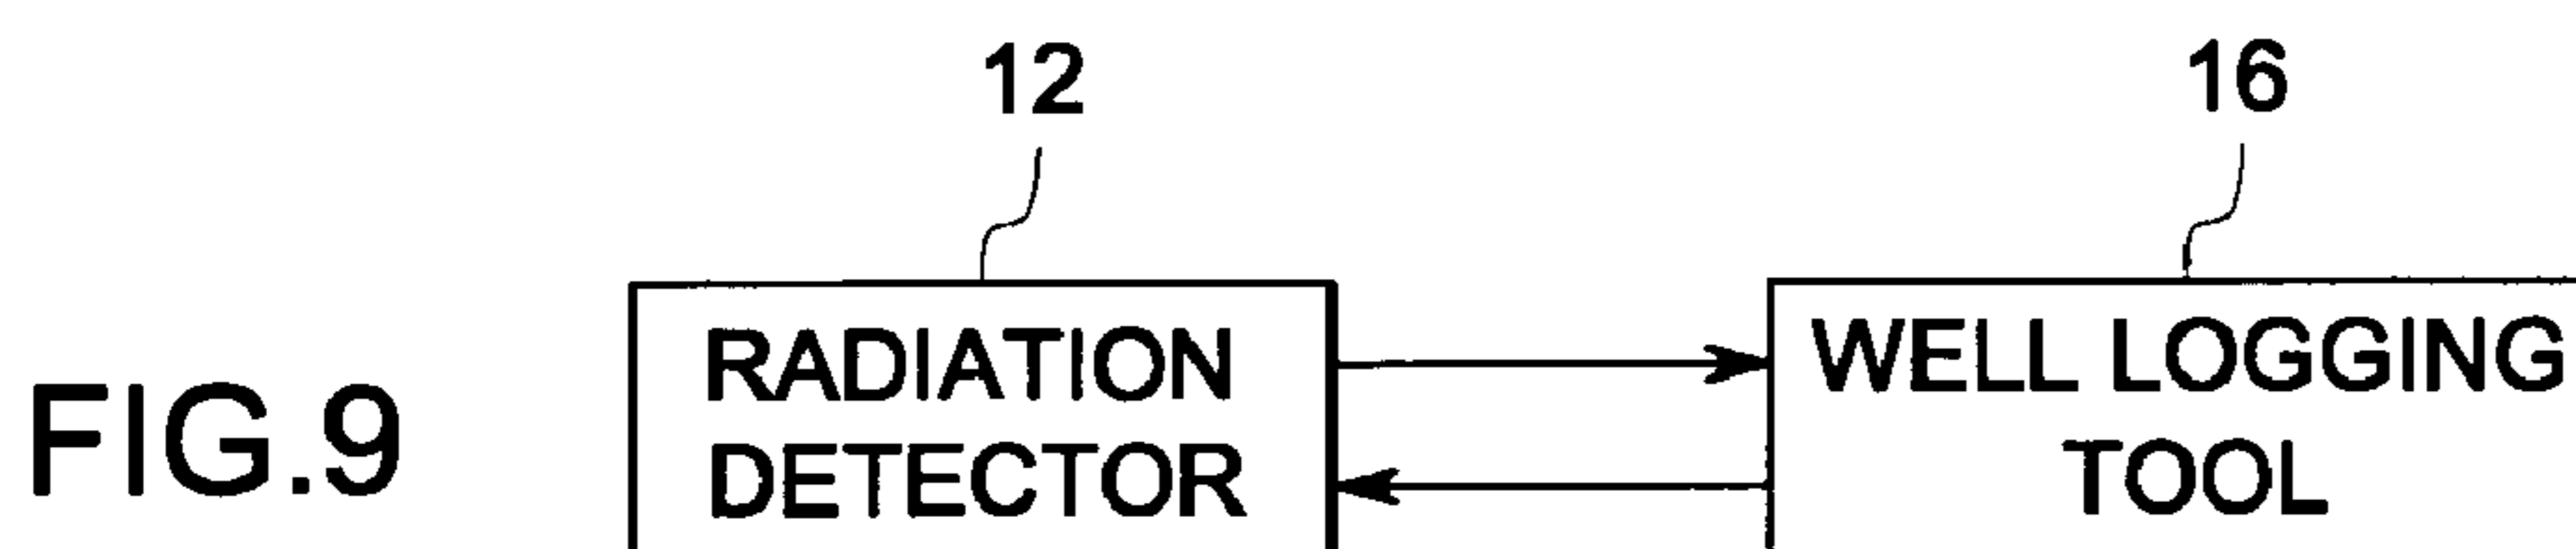 12
16
FIG.9
RADIATION
DETECTOR
WELL LOGGING
TOOL